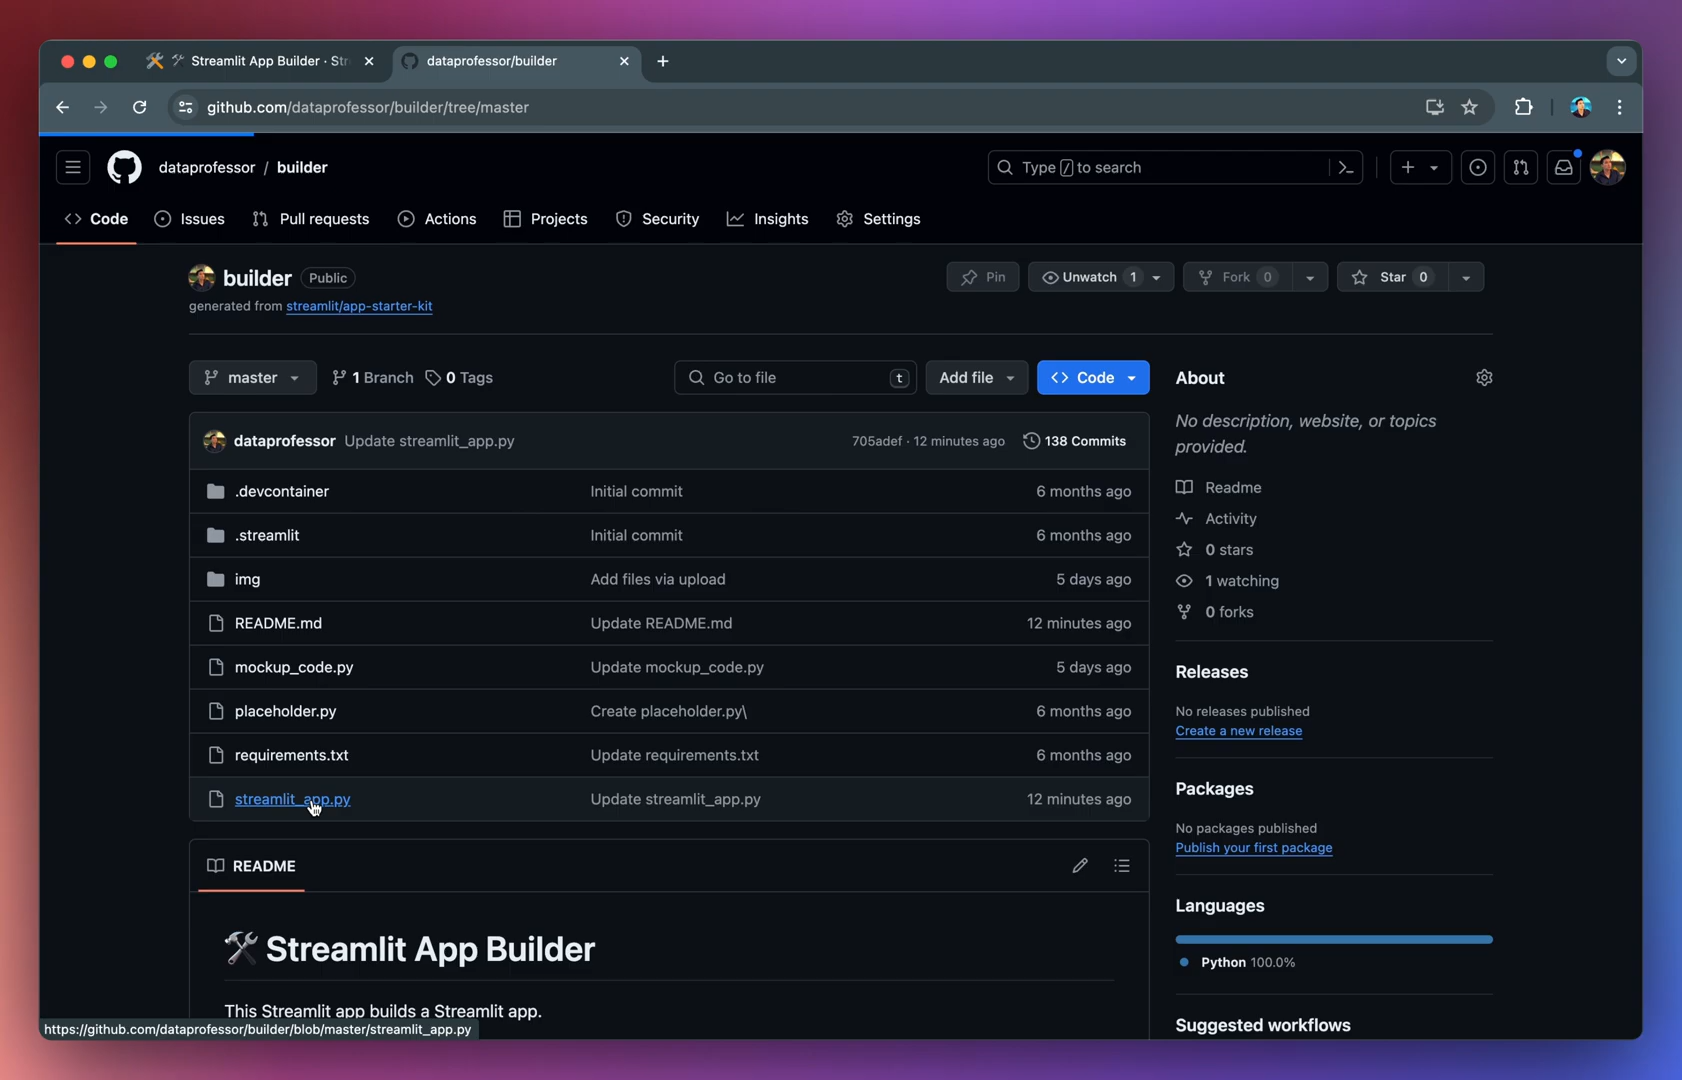 Streamlit App Builder · Str
dataprofessor/builder
github.com/dataprofessor/builder/tree/master
dataprofessor / builder
Type / to search
Code
Issues
Pull requests
Actions
Projects
Security
Insights
Settings
builder
Public
Pin
Unwatch 1
Fork 0
Star 0
generated from streamlit/app-starter-kit
master
1 Branch
0 Tags
Go to file
t
Add file
Code
dataprofessor Update streamlit_app.py
705adef · 12 minutes ago
138 Commits
.devcontainer Initial commit 6 months ago
.streamlit Initial commit 6 months ago
img Add files via upload 5 days ago
README.md Update README.md 12 minutes ago
mockup_code.py Update mockup_code.py 5 days ago
placeholder.py Create placeholder.py\ 6 months ago
requirements.txt Update requirements.txt 6 months ago
streamlit_app.py Update streamlit_app.py 12 minutes ago
README
Streamlit App Builder
This Streamlit app builds a Streamlit app.
https://github.com/dataprofessor/builder/blob/master/streamlit_app.py
About
No description, website, or topics
provided.
Readme
Activity
0 stars
1 watching
0 forks
Releases
No releases published
Create a new release
Packages
No packages published
Publish your first package
Languages
Python 100.0%
Suggested workflows